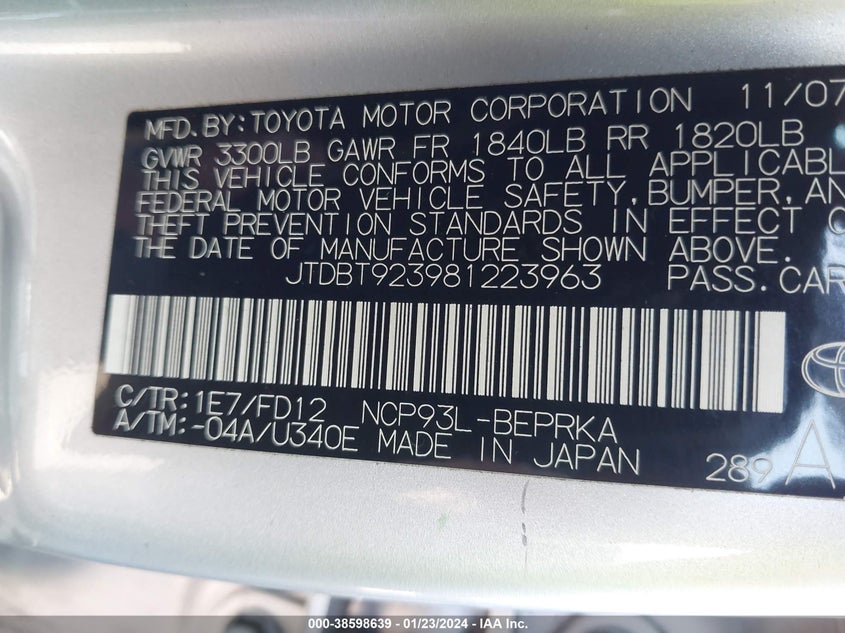 MFD.BY:TOYOTA MOTOR CORPORATION 11/07
GVWR 3300LB GAWR FR 1840LB RR 1820LB
THIS VEHICLE CONFORMS TO ALL APPLICABL
FEDERAL MOTOR VEHICLE SAFETY,BUMPER,AN
THEFT PREVENTION STANDARDS IN EFFECT O
THE DATE OF MANUFACTURE SHOWN ABOVE.
JTDBT923981223963 PASS.CAR
C/TR:1E7/FD12 NCP93L-BEPRKA
A/TM:-04A/U340E MADE IN JAPAN 289 A
000-38598639 / 01/23/2024 - IAA Inc.